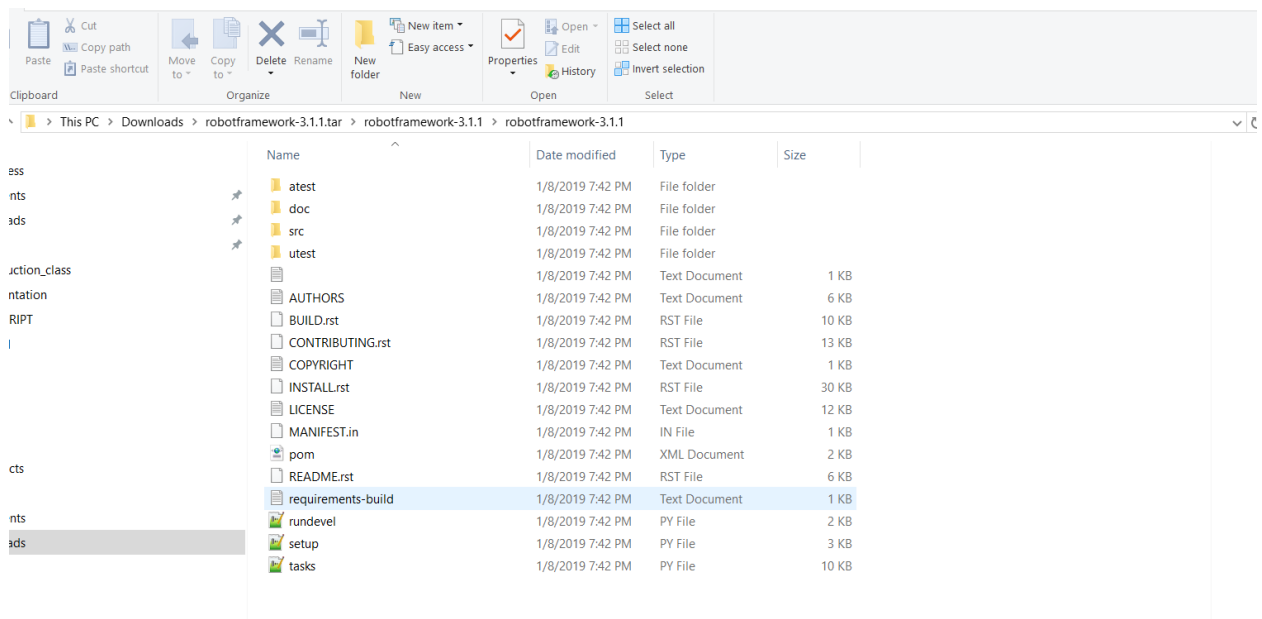 Cut
Copy path
Paste shortcut
Paste
Clipboard
Move to
Copy to
Delete
Rename
Organize
New folder
New item
Easy access
New
Properties
Open
Edit
History
Open
Select all
Select none
Invert selection
Select
This PC > Downloads > robotframework-3.1.1.tar > robotframework-3.1.1 > robotframework-3.1.1
ess
nts
ads
uction_class
ntation
RIPT
cts
nts
ads
Name Date modified Type Size
atest 1/8/2019 7:42 PM File folder
doc 1/8/2019 7:42 PM File folder
src 1/8/2019 7:42 PM File folder
utest 1/8/2019 7:42 PM File folder
1/8/2019 7:42 PM Text Document 1 KB
AUTHORS 1/8/2019 7:42 PM Text Document 6 KB
BUILD.rst 1/8/2019 7:42 PM RST File 10 KB
CONTRIBUTING.rst 1/8/2019 7:42 PM RST File 13 KB
COPYRIGHT 1/8/2019 7:42 PM Text Document 1 KB
INSTALL.rst 1/8/2019 7:42 PM RST File 30 KB
LICENSE 1/8/2019 7:42 PM Text Document 12 KB
MANIFEST.in 1/8/2019 7:42 PM IN File 1 KB
pom 1/8/2019 7:42 PM XML Document 2 KB
README.rst 1/8/2019 7:42 PM RST File 6 KB
requirements-build 1/8/2019 7:42 PM Text Document 1 KB
rundevel 1/8/2019 7:42 PM PY File 2 KB
setup 1/8/2019 7:42 PM PY File 3 KB
tasks 1/8/2019 7:42 PM PY File 10 KB